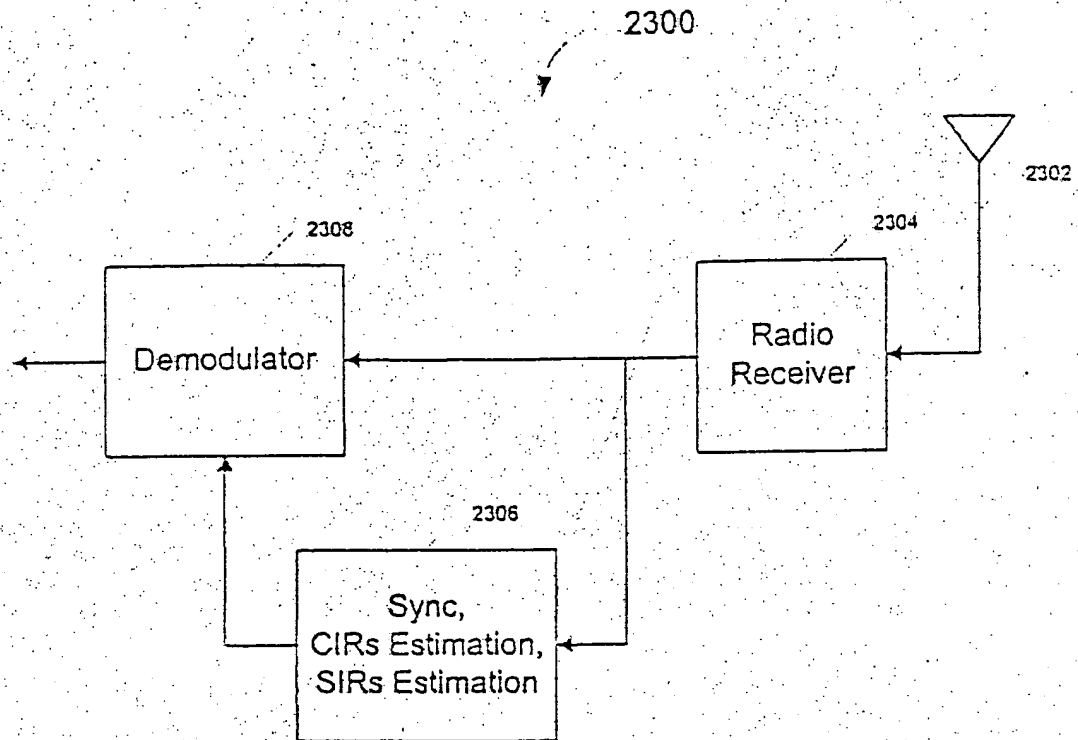 2300
2302
2304
2308
Radio
Receiver
Demodulator
2306
Sync,
CIRs Estimation,
SIRs Estimation